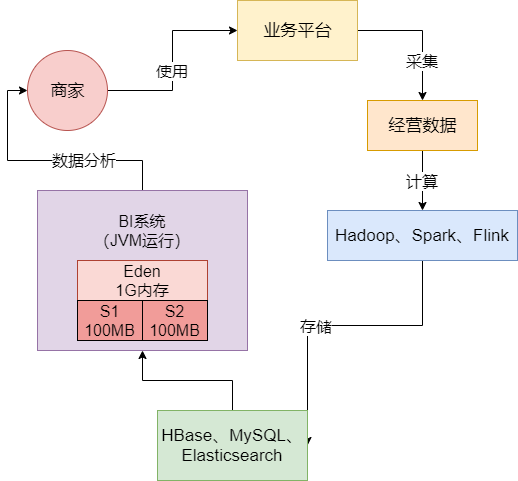 业务平台
使用
采集
商家
经营数据
数据分析
计算
BI系统
（JVM运行）
Hadoop、Spark、Flink
Eden
1G内存
S1
100MB
S2
100MB
存储
HBase、MySQL、
Elasticsearch